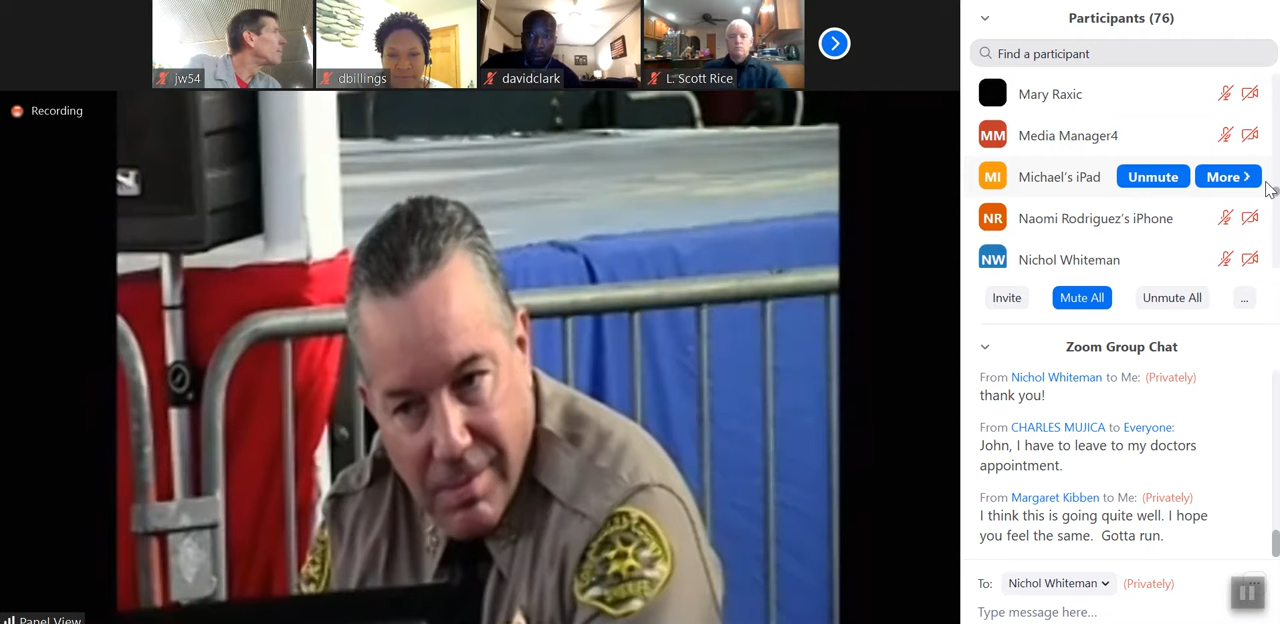 jw54
dbillings
davidclark
L. Scott Rice
Recording
Panel View
Participants (76)
Find a participant
Mary Raxic
MM Media Manager4
MI Michael's iPad Unmute More
NR Naomi Rodriguez's iPhone
NW Nichol Whiteman
Invite Mute All Unmute All ...
Zoom Group Chat
From Nichol Whiteman to Me: (Privately)
thank you!
From CHARLES MUJICA to Everyone:
John, I have to leave to my doctors
appointment.
From Margaret Kibben to Me: (Privately)
I think this is going quite well. I hope
you feel the same. Gotta run.
To: Nichol Whiteman (Privately)
Type message here...